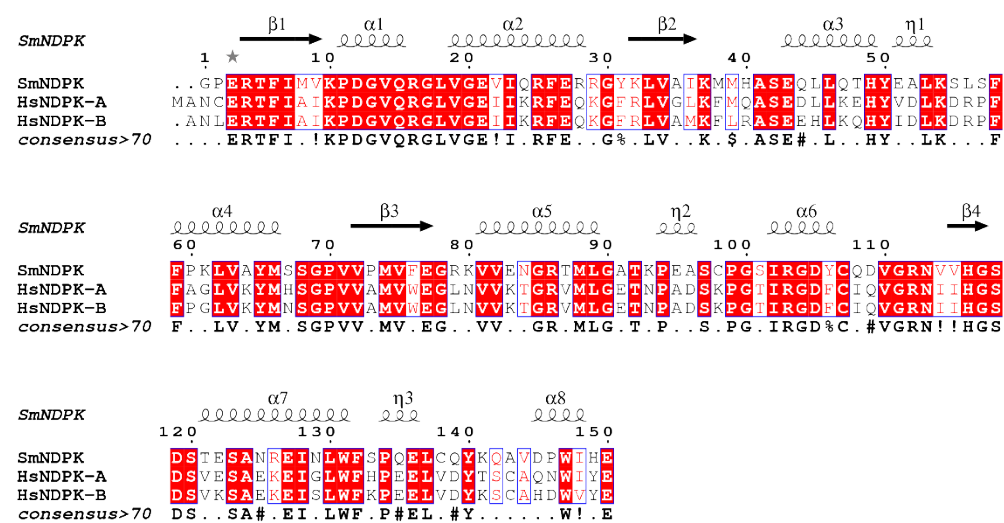 β1 α1 α2 β2 α3 η1
SmNDPK
1 10 20 30 40 50
SmNDPK ..GPERTFIMVKPDGVQRGLVGEVIQRFERRGYKLVAIKMMHASEQLLQTHYEALKSLSF
HsNDPK-A MANCERTFIAIKPDGVQRGLVGEIIKRFEQKGFRLVGLKFMQASEDLLKEHYVDLKDRPF
HsNDPK-B .ANLERTFIAIKPDGVQRGLVGEIIKRFEQKGFRLVAMKFLRASEEHLKQHYIDLKDRPF
consensus>70 ....ERTFI.!KPDGVQRGLVGE!I.RFE..G%.LV..K.$.ASE#.L..HY..LK...F
α4 β3 α5 η2 α6 β4
SmNDPK
60 70 80 90 100 110
SmNDPK FPKLVAYMSSGPVVPMVFEGRKVVENGRTMLGATKPEASCPGSIRGDYCQDVGRNVVHGS
HsNDPK-A FAGLVKYMHSGPVVAMVWEGLNVVKTGRVMLGETNPADSKPGTIRGDFCIQVGRNIIHGS
HsNDPK-B FPGLVKYMNSGPVVAMVWEGLNVVKTGRVMLGETNPADSKPGTIRGDFCIQVGRNIIHGS
consensus>70 F..LV.YM.SGPVV.MV.EG..VV..GR.MLG.T.P..S.PG.IRGD%C.#VGRN!!HGS
α7 η3 α8
SmNDPK
120 130 140 150
SmNDPK DSTESANREINLWFSPQELCQYKQAVDPWIHE
HsNDPK-A DSVESAEKEIGLWFHPEELVDYTSCAQNWIYE
HsNDPK-B DSVKSAEKEISLWFKPEELVDYKSCAHDWVYE
consensus>70 DS..SA#.EI.LWF.P#EL.#Y......W!.E